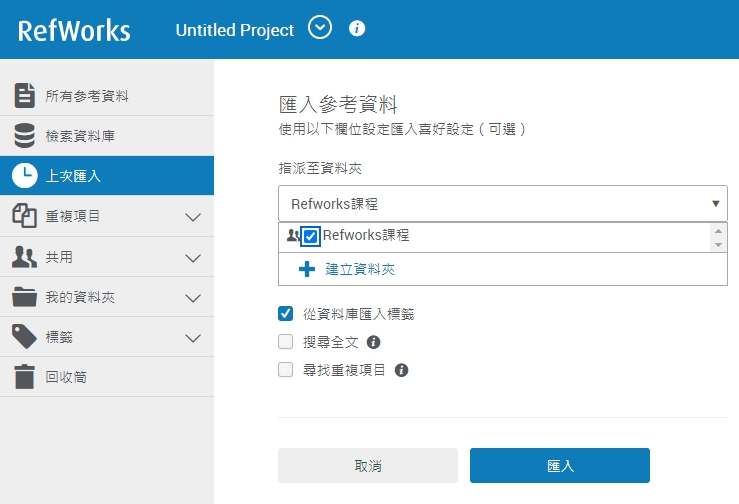 RefWorks
Untitled Project
所有參考資料
檢索資料庫
上次匯入
重複項目
共用
我的資料夾
標籤
回收筒
匯入參考資料
使用以下欄位設定匯入喜好設定（可選）
指派至資料夾
Refworks課程
Refworks課程
建立資料夾
從資料庫匯入標籤
搜尋全文
尋找重複項目
取消
匯入